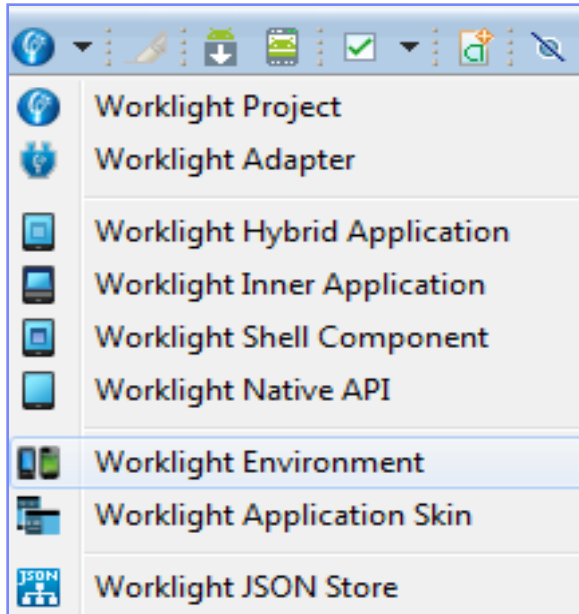 Worklight Project
Worklight Adapter
Worklight Hybrid Application
Worklight Inner Application
Worklight Shell Component
Worklight Native API
Worklight Environment
Worklight Application Skin
JSON
Worklight JSON Store